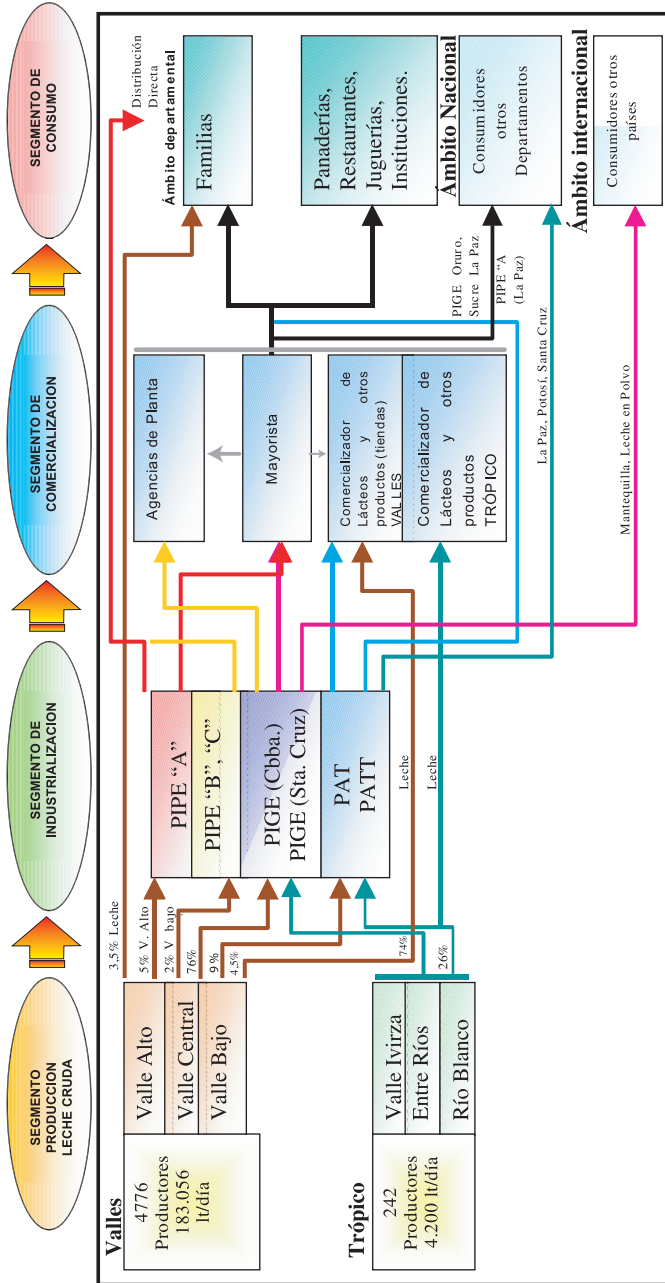 SEGMENTO
PRODUCCION
LECHE CRUDA
SEGMENTO DE
INDUSTRIALIZACION
SEGMENTO DE
COMERCIALIZACION
SEGMENTO DE
CONSUMO
Valles
4776
Productores
183.056
lt/día
Valle Alto
Valle Central
Valle Bajo
Trópico
242
Productores
4.200 lt/día
Valle Ivirza
Entre Ríos
Río Blanco
3,5% Leche
5% V. Alto
2% V. bajo
76%
9%
4,5%
74%
26%
PIPE “A”
PIPE “B”, “C”
PIGE (Cbba.)
PIGE (Sta. Cruz)
PAT
PATT
Leche
Leche
Agencias de Planta
Mayorista
Comercializador de
Lácteos y otros
productos (tiendas)
VALLES
Comercializador de
Lácteos y otros
productos
TRÓPICO
Distribución
Directa
Ámbito departamental
Familias
Panaderías,
Restaurantes,
Juguerías,
Instituciones.
Ámbito Nacional
PIGE Oruro,
Sucre La Paz
PIPE “A
(La Paz)
Consumidores
otros
Departamentos
La Paz, Potosí, Santa Cruz
Ámbito internacional
Consumidores otros
países
Mantequilla, Leche en Polvo